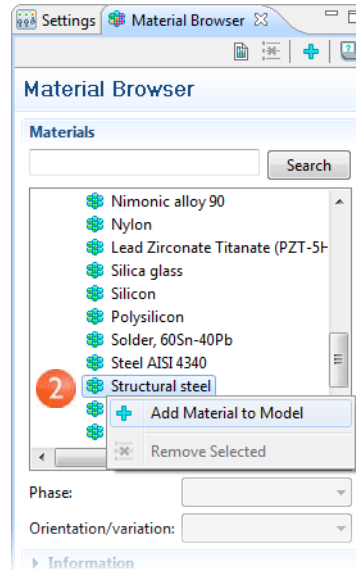 Settings Material Browser
Material Browser
Materials
Search
Nimonic alloy 90
Nylon
Lead Zirconate Titanate (PZT-5H
Silica glass
Silicon
Polysilicon
Solder, 60Sn-40Pb
Steel AISI 4340
2 Structural steel
Add Material to Model
Remove Selected
Phase:
Orientation/variation:
Information